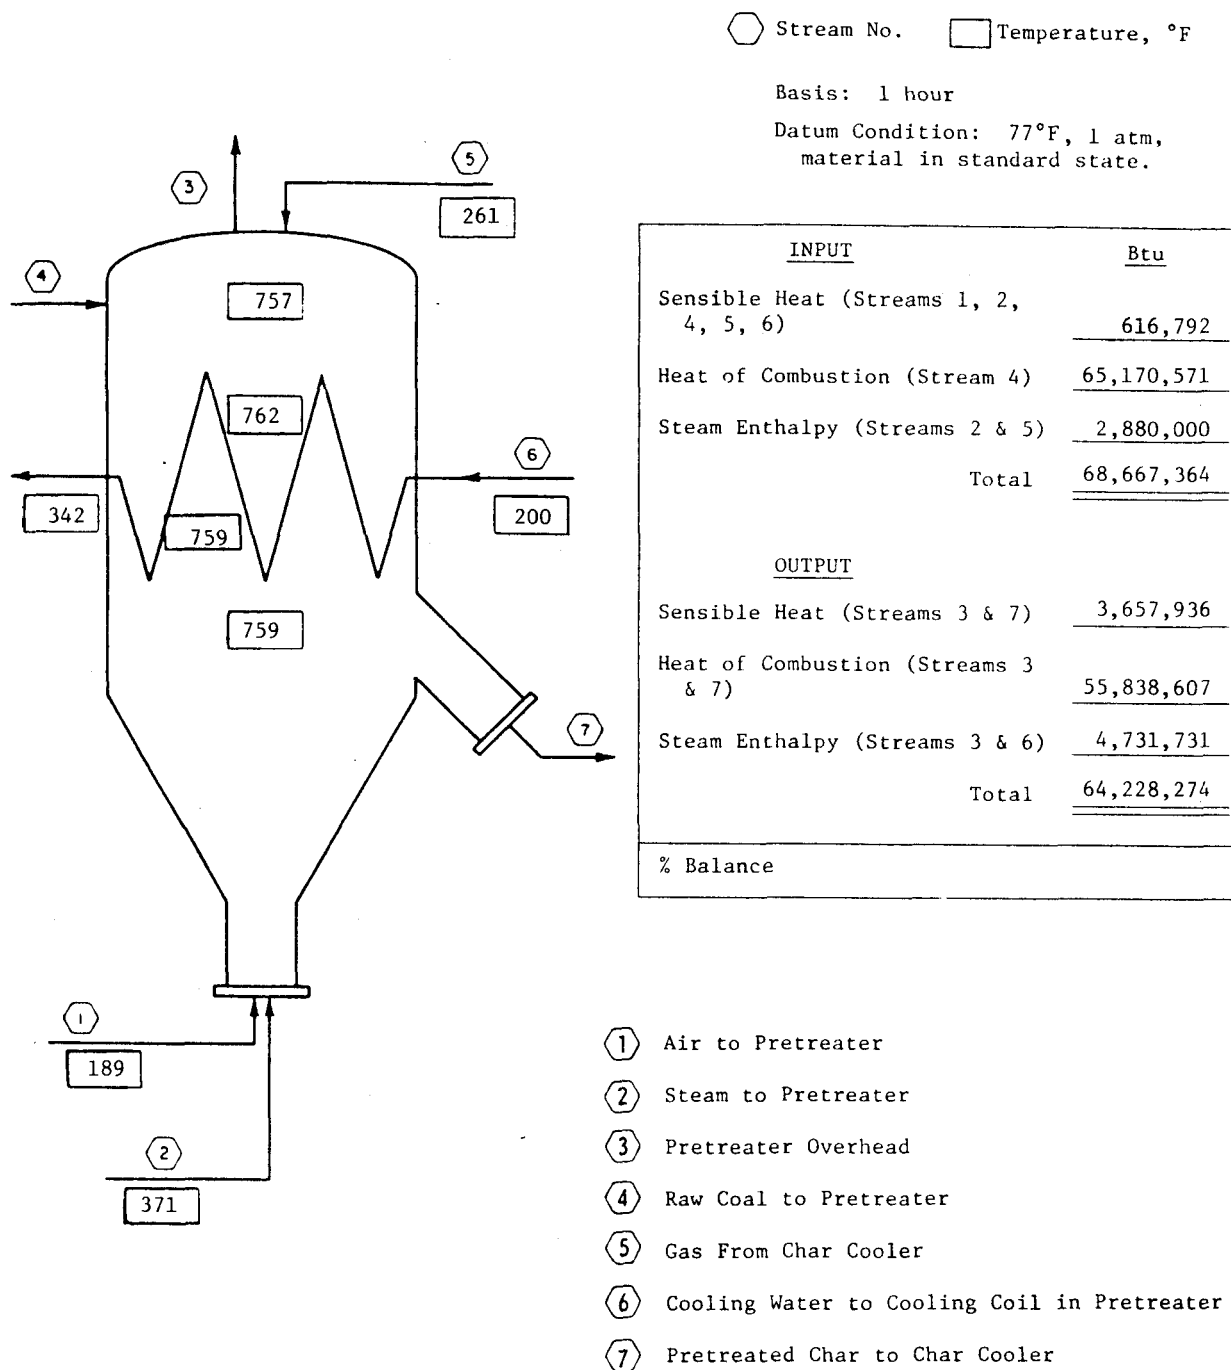 Stream No. Temperature, °F
Basis: 1 hour
Datum Condition: 77°F, 1 atm,
material in standard state.
5
3
261
4
757
762
6
342
200
759
759
7
1
189
2
371
INPUT Btu
Sensible Heat (Streams 1, 2,
4, 5, 6) 616,792
Heat of Combustion (Stream 4) 65,170,571
Steam Enthalpy (Streams 2 & 5) 2,880,000
Total 68,667,364
OUTPUT
Sensible Heat (Streams 3 & 7) 3,657,936
Heat of Combustion (Streams 3
& 7) 55,838,607
Steam Enthalpy (Streams 3 & 6) 4,731,731
Total 64,228,274
% Balance
1 Air to Pretreater
2 Steam to Pretreater
3 Pretreater Overhead
4 Raw Coal to Pretreater
5 Gas From Char Cooler
6 Cooling Water to Cooling Coil in Pretreater
7 Pretreated Char to Char Cooler